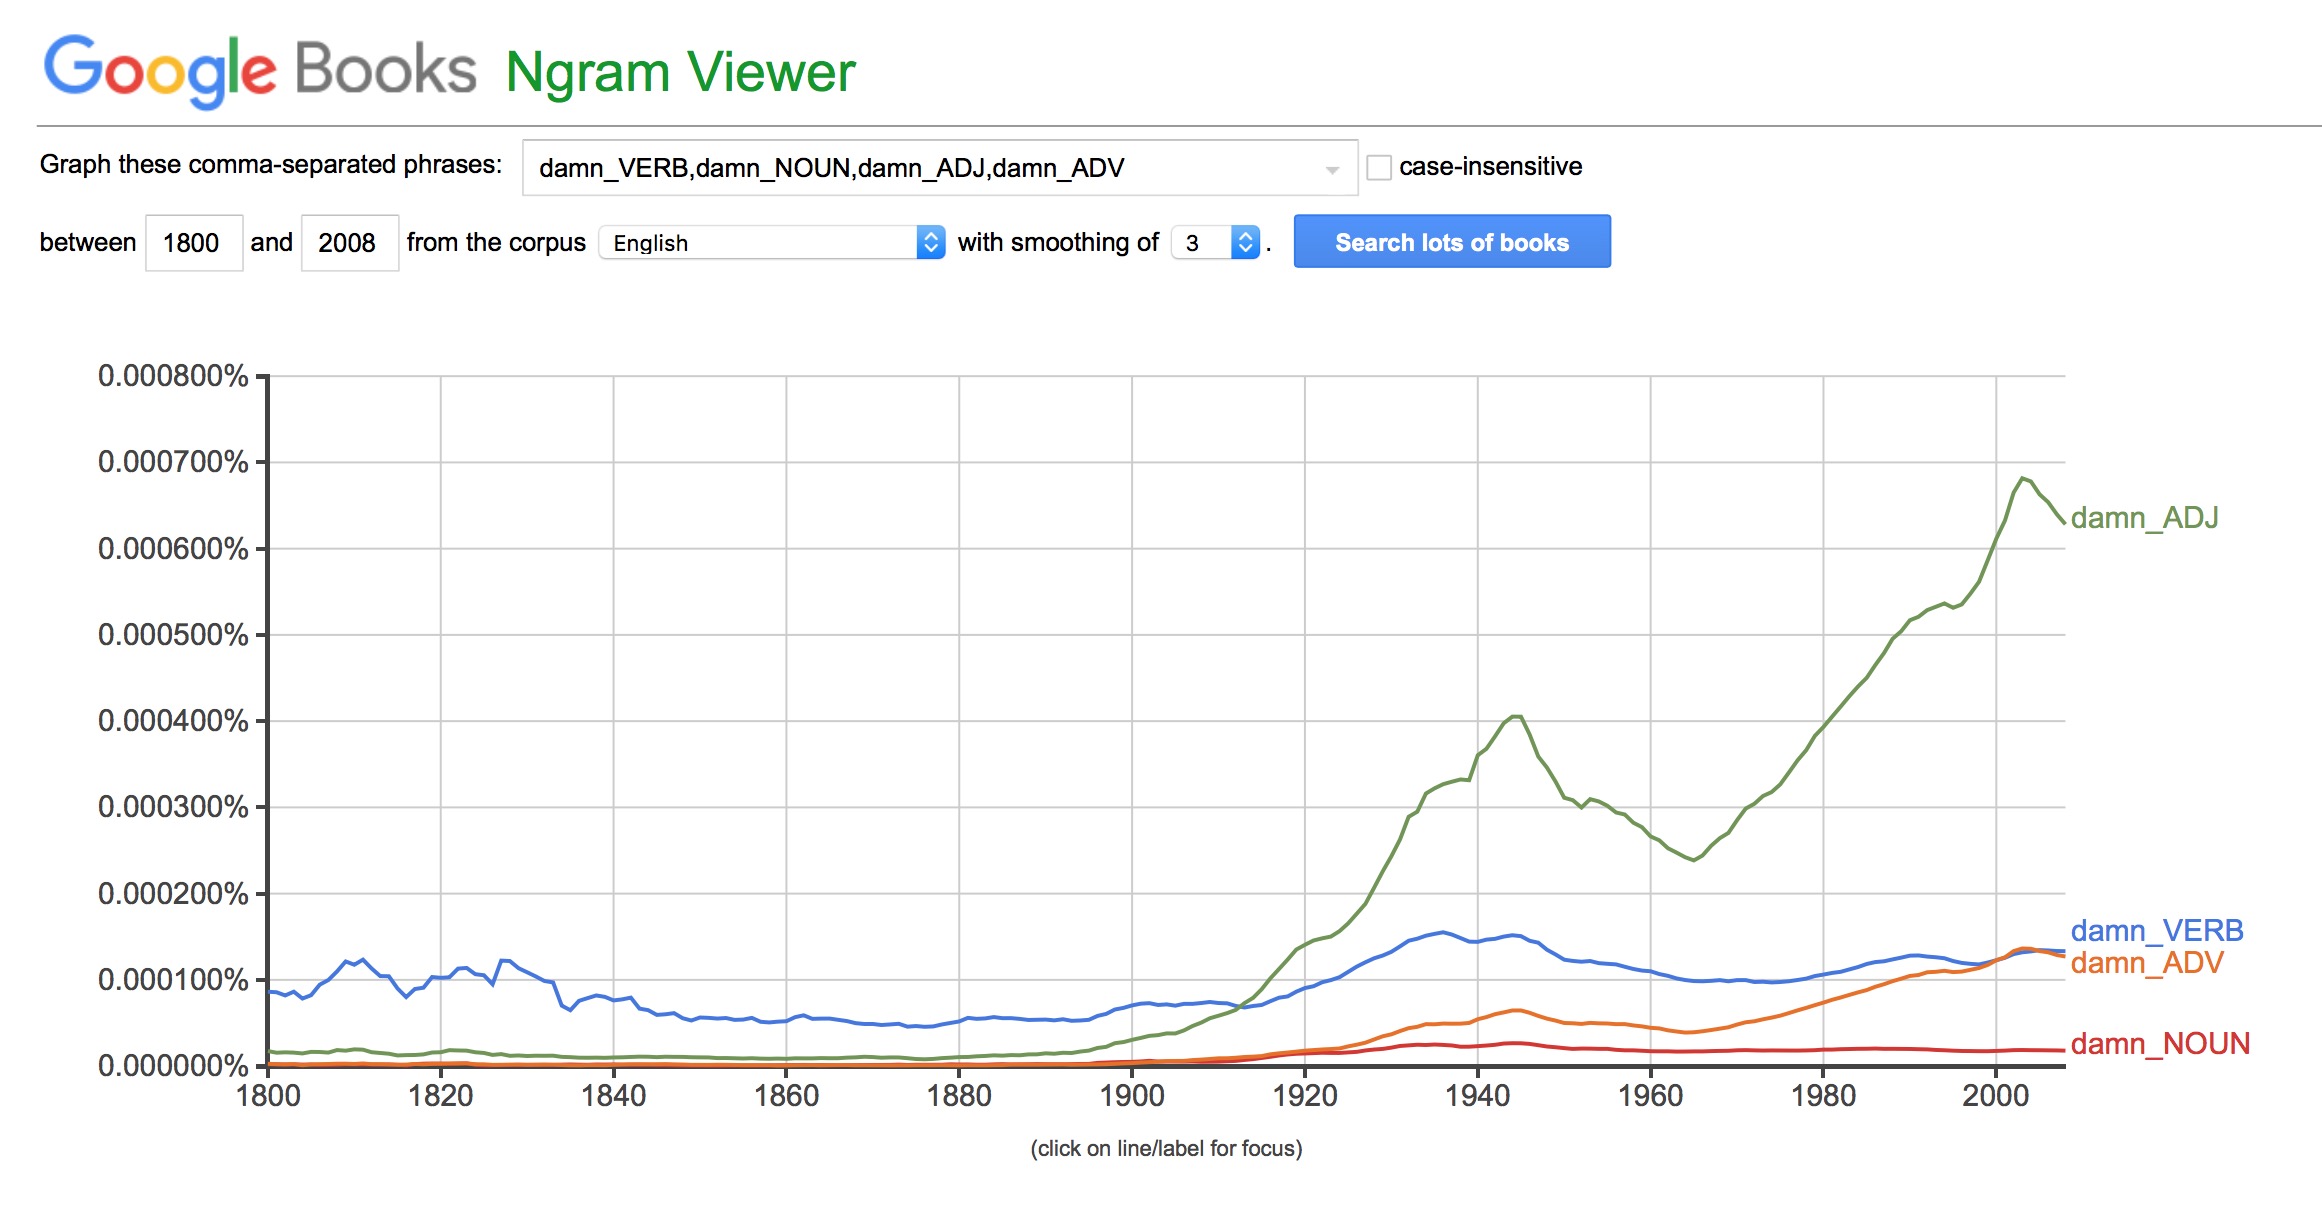 Google Books Ngram Viewer
Graph these comma-separated phrases: damn_VERB,damn_NOUN,damn_ADJ,damn_ADV case-insensitive
between 1800 and 2008 from the corpus English with smoothing of 3 . Search lots of books
0.000800%
0.000700%
0.000600%
0.000500%
0.000400%
0.000300%
0.000200%
0.000100%
0.000000%
damn_ADJ
damn_VERB
damn_ADV
damn_NOUN
1800 1820 1840 1860 1880 1900 1920 1940 1960 1980 2000
(click on line/label for focus)